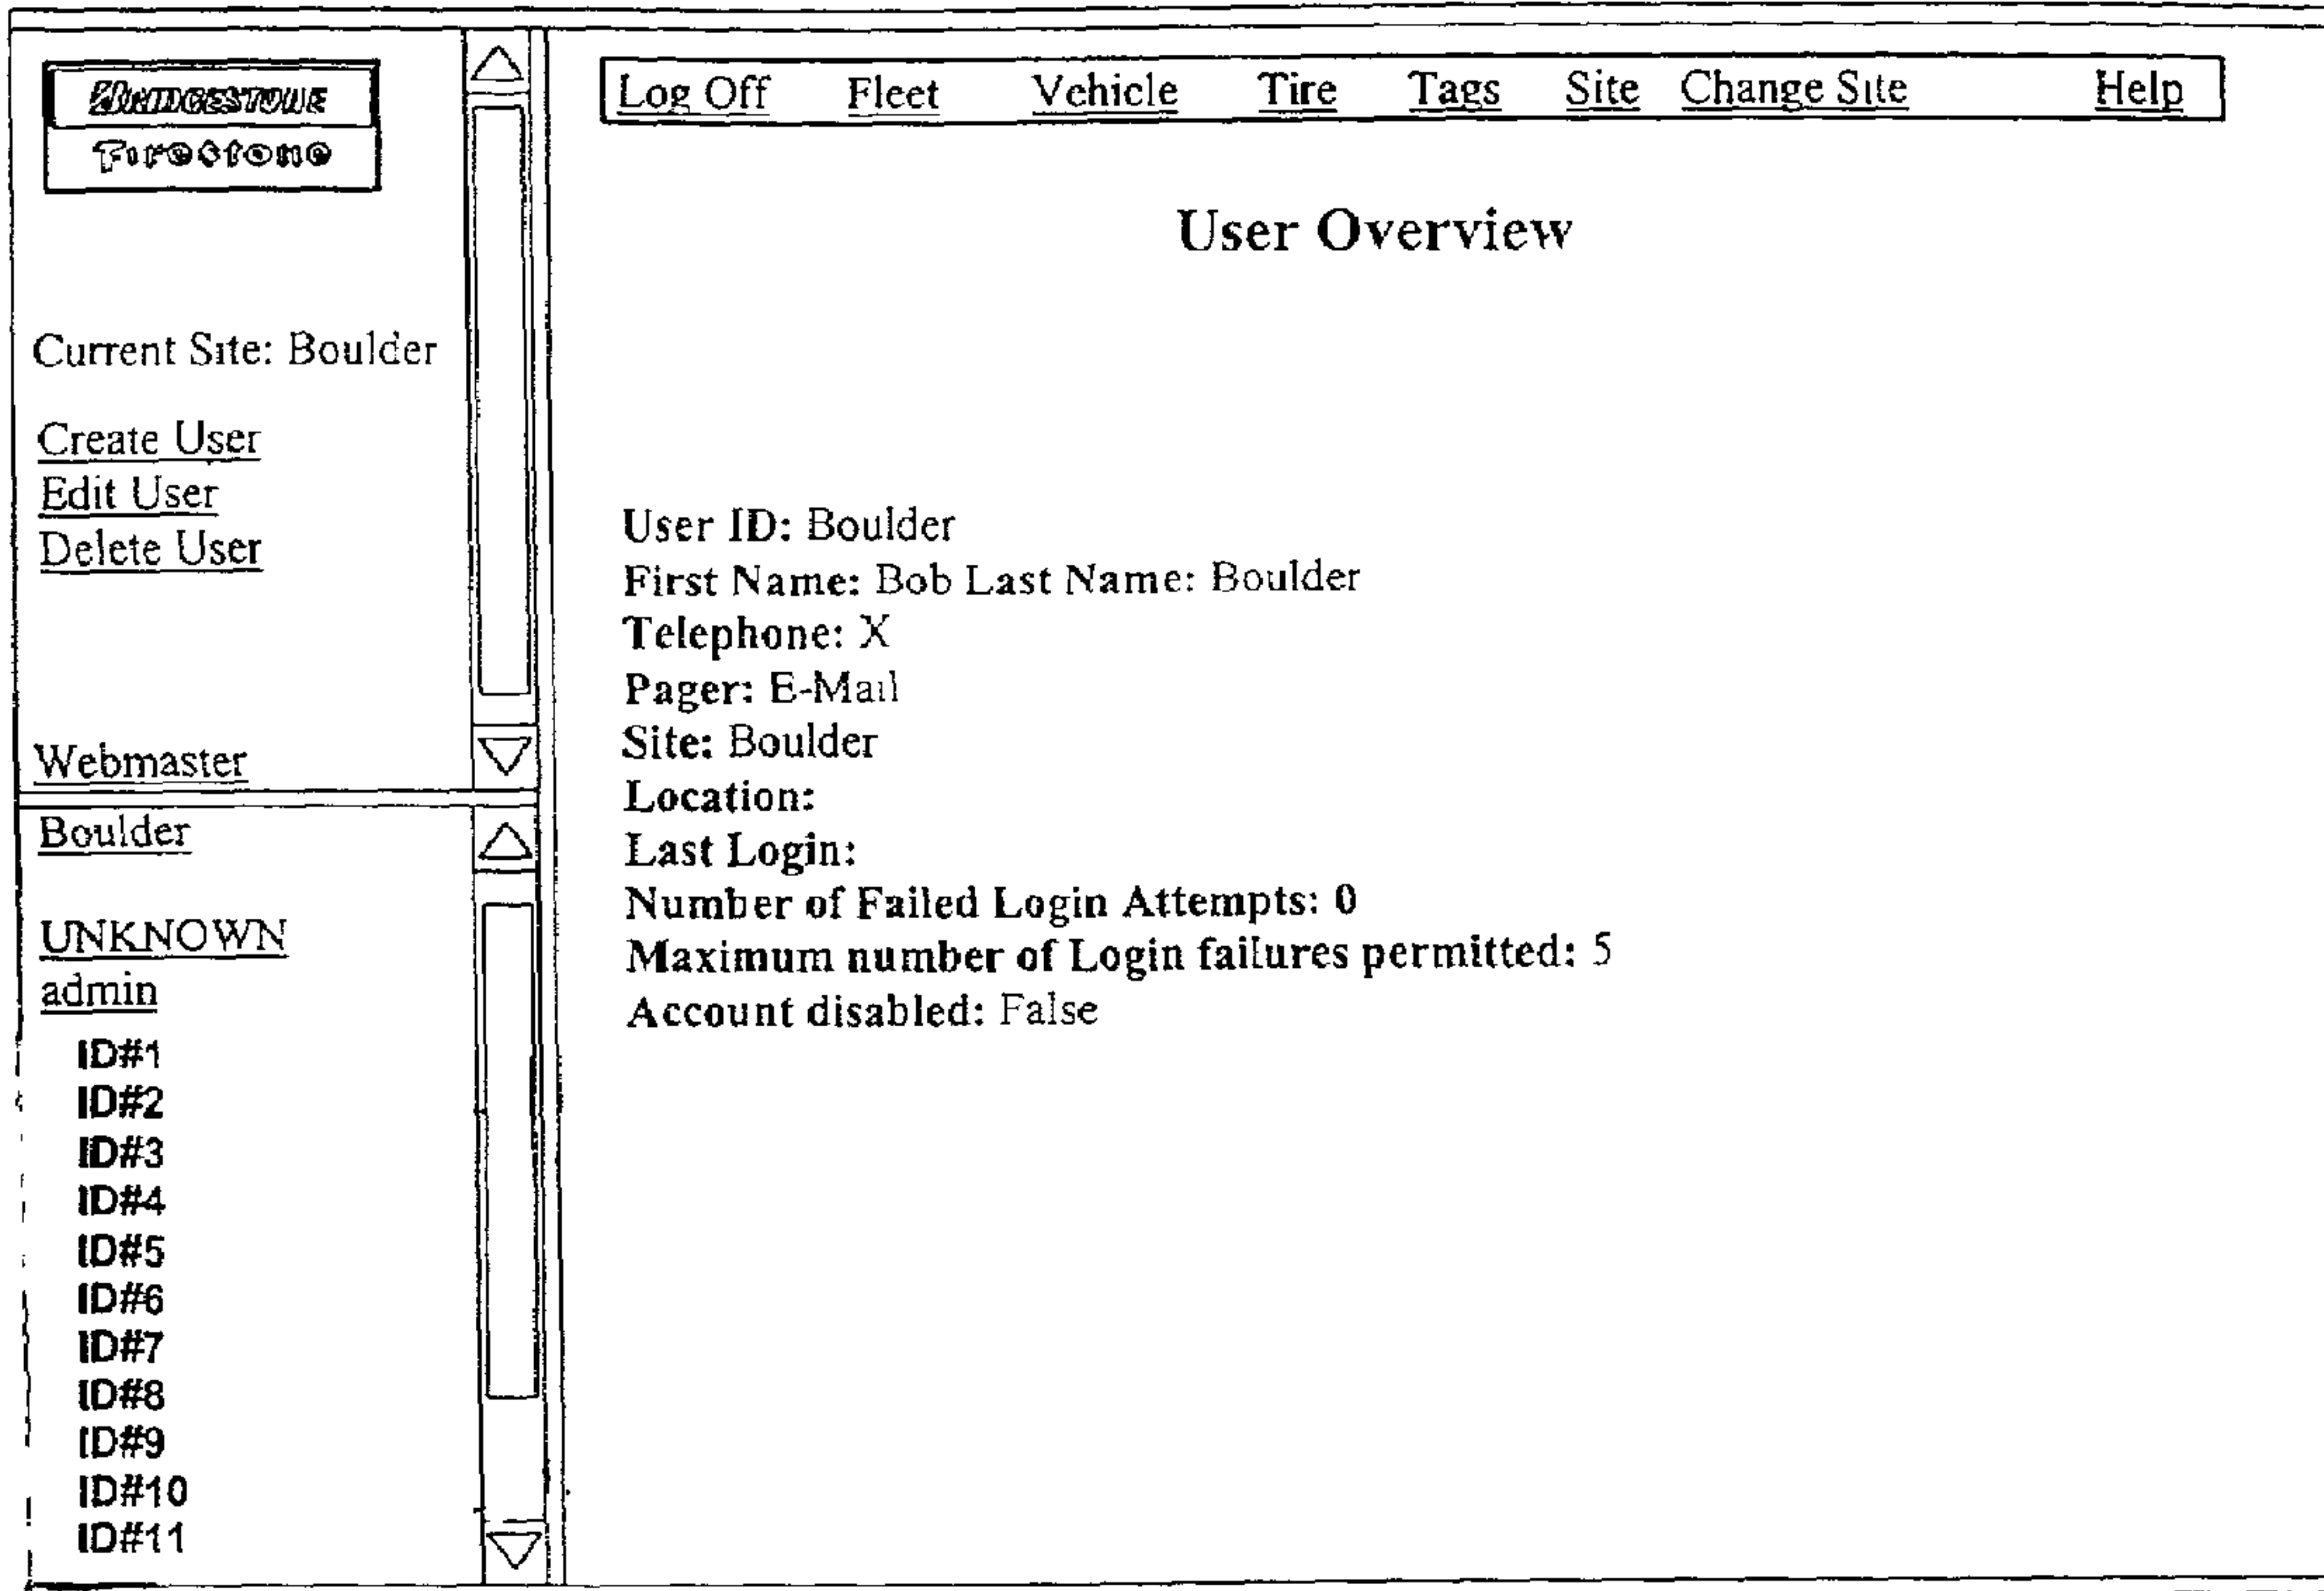 BRIDGESTONE
Firestone
Current Site: Boulder
Create User
Edit User
Delete User
Webmaster
Boulder
UNKNOWN
admin
ID#1
ID#2
ID#3
ID#4
ID#5
ID#6
ID#7
ID#8
ID#9
ID#10
ID#11
Log Off Fleet Vehicle Tire Tags Site Change Site Help
User Overview
User ID: Boulder
First Name: Bob Last Name: Boulder
Telephone: X
Pager: E-Mail
Site: Boulder
Location:
Last Login:
Number of Failed Login Attempts: 0
Maximum number of Login failures permitted: 5
Account disabled: False